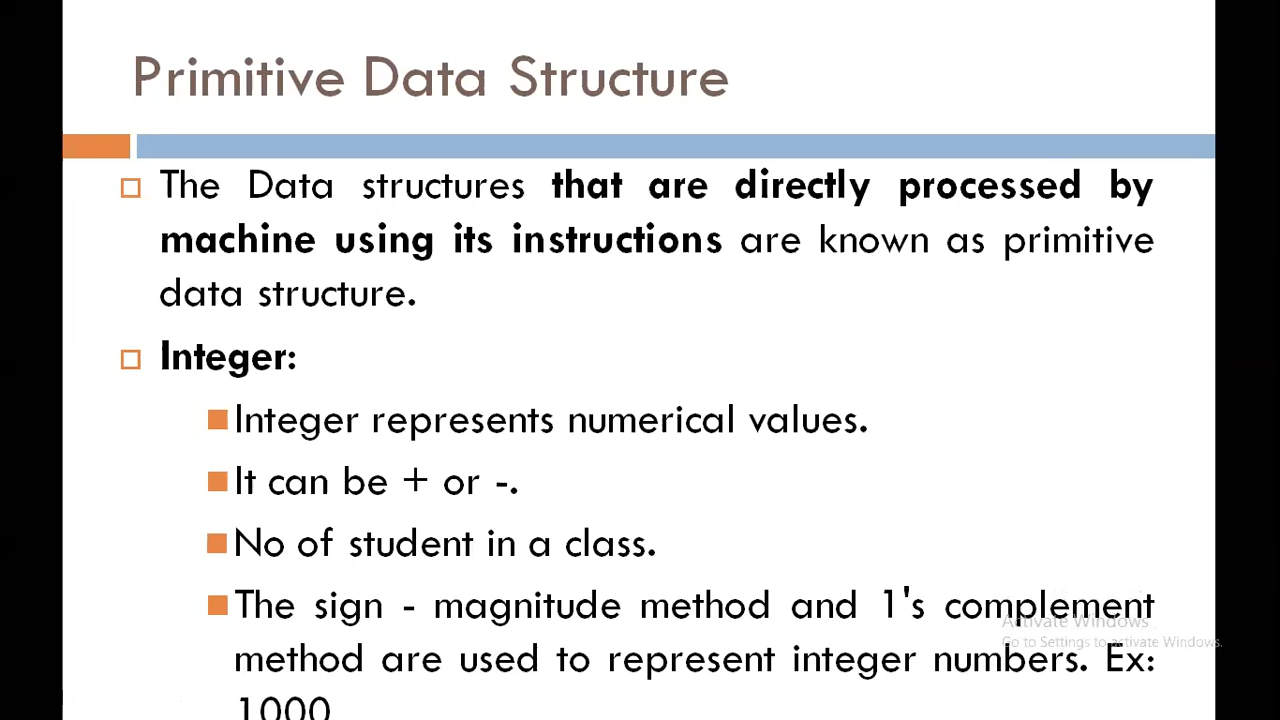 Primitive Data Structure
The Data structures that are directly processed by
machine using its instructions are known as primitive
data structure.
Integer:
Integer represents numerical values.
It can be + or -.
No of student in a class.
The sign - magnitude method and 1's complement
Activate Windows
Go to Settings to activate Windows.
method are used to represent integer numbers. Ex:
1000